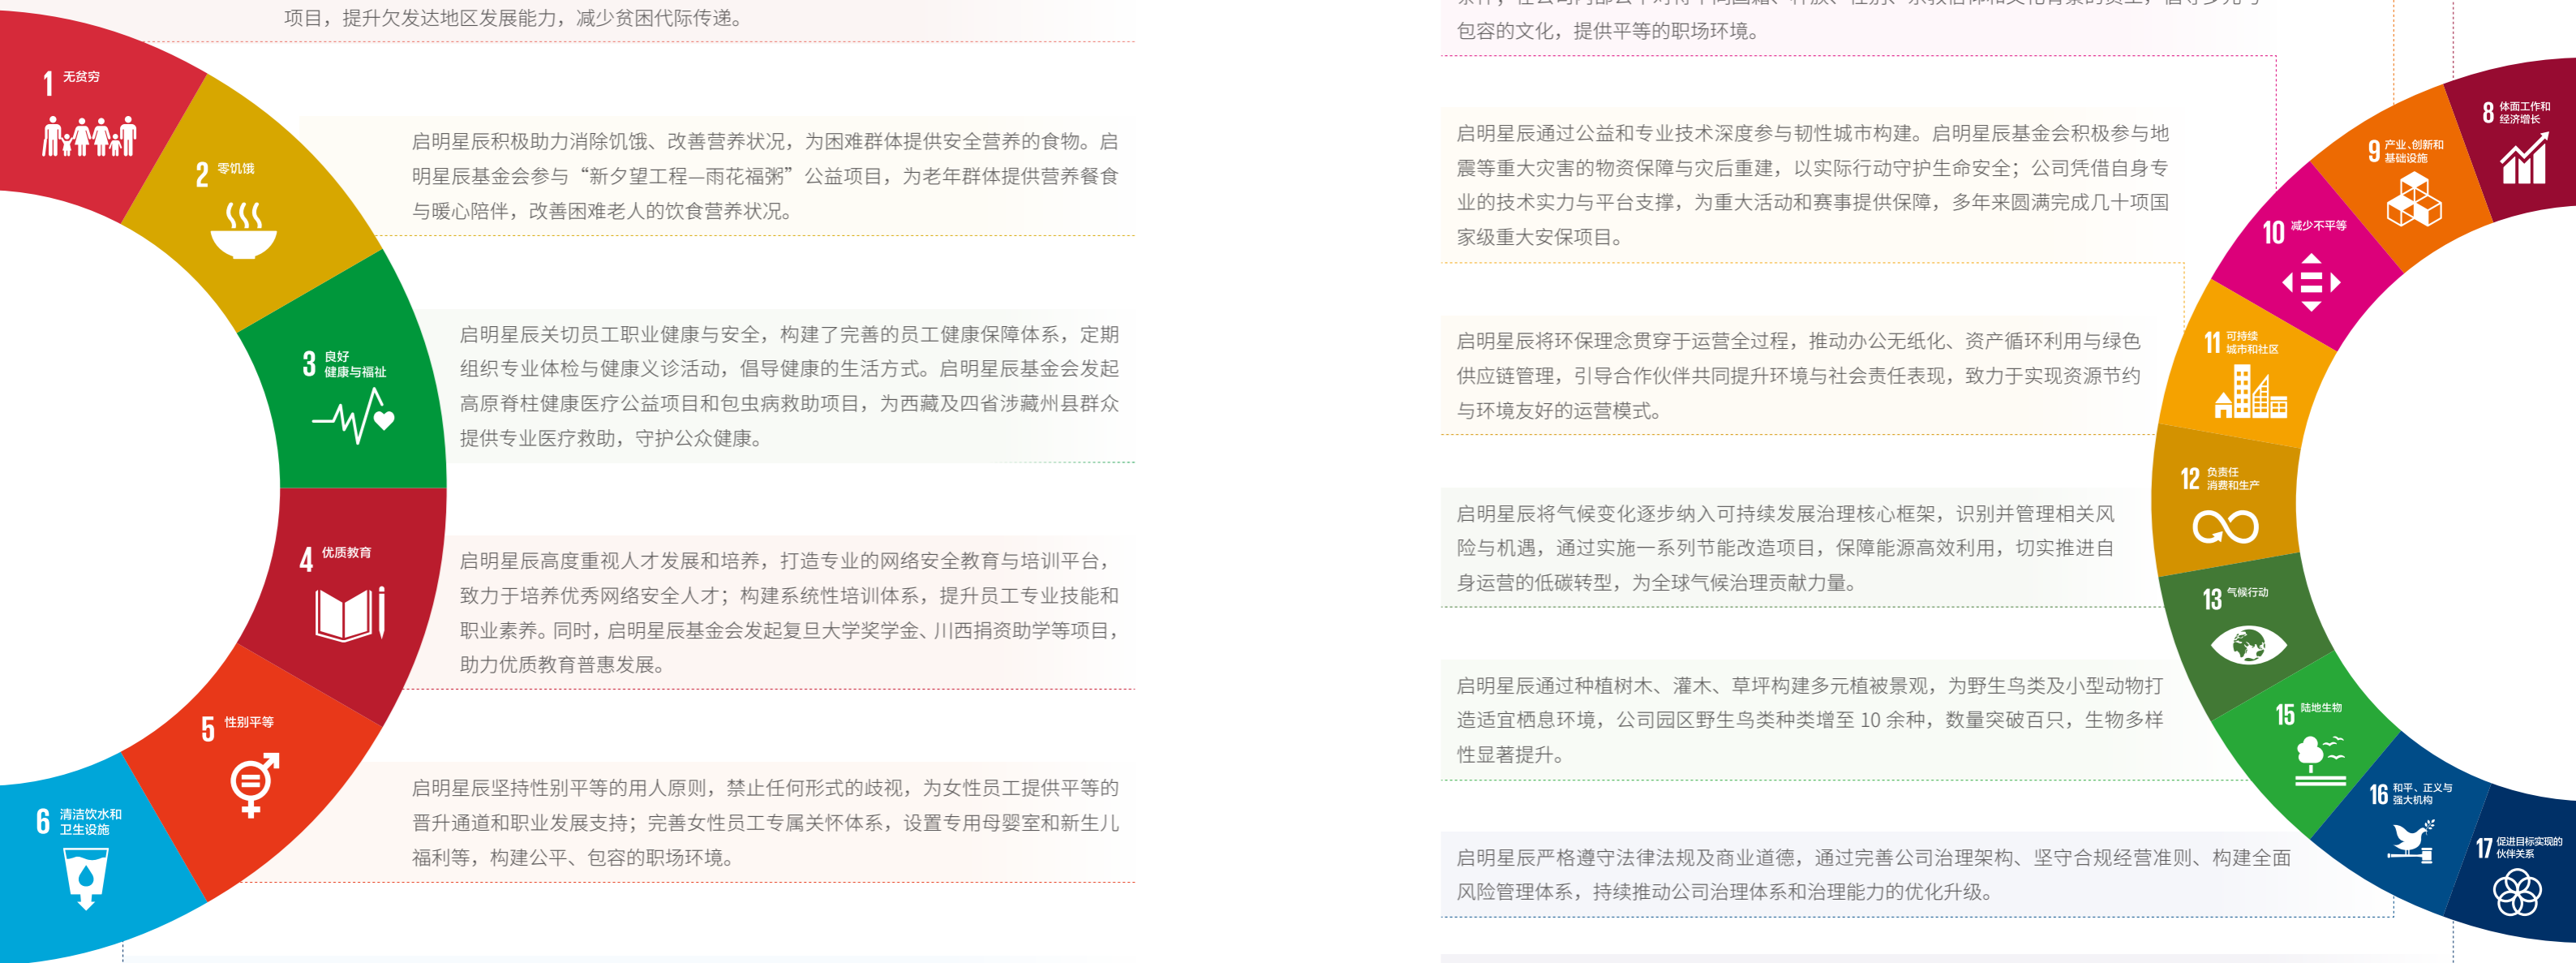 项目，提升欠发达地区发展能力，减少贫困代际传递。
1 无贫穷
2 零饥饿
启明星辰积极助力消除饥饿、改善营养状况，为困难群体提供安全营养的食物。启
明星辰基金会参与“新夕望工程—雨花福粥”公益项目，为老年群体提供营养餐食
与暖心陪伴，改善困难老人的饮食营养状况。
3 良好
健康与福祉
启明星辰关切员工职业健康与安全，构建了完善的员工健康保障体系，定期
组织专业体检与健康义诊活动，倡导健康的生活方式。启明星辰基金会发起
高原脊柱健康医疗公益项目和包虫病救助项目，为西藏及四省涉藏州县群众
提供专业医疗救助，守护公众健康。
4 优质教育
启明星辰高度重视人才发展和培养，打造专业的网络安全教育与培训平台，
致力于培养优秀网络安全人才；构建系统性培训体系，提升员工专业技能和
职业素养。同时，启明星辰基金会发起复旦大学奖学金、川西捐资助学等项目，
助力优质教育普惠发展。
5 性别平等
启明星辰坚持性别平等的用人原则，禁止任何形式的歧视，为女性员工提供平等的
晋升通道和职业发展支持；完善女性员工专属关怀体系，设置专用母婴室和新生儿
福利等，构建公平、包容的职场环境。
6 清洁饮水和
卫生设施
包容的文化，提供平等的职场环境。
8 体面工作和
经济增长
9 产业、创新和
基础设施
10 减少不平等
启明星辰通过公益和专业技术深度参与韧性城市构建。启明星辰基金会积极参与地
震等重大灾害的物资保障与灾后重建，以实际行动守护生命安全；公司凭借自身专
业的技术实力与平台支撑，为重大活动和赛事提供保障，多年来圆满完成几十项国
家级重大安保项目。
11 可持续
城市和社区
启明星辰将环保理念贯穿于运营全过程，推动办公无纸化、资产循环利用与绿色
供应链管理，引导合作伙伴共同提升环境与社会责任表现，致力于实现资源节约
与环境友好的运营模式。
12 负责任
消费和生产
启明星辰将气候变化逐步纳入可持续发展治理核心框架，识别并管理相关风
险与机遇，通过实施一系列节能改造项目，保障能源高效利用，切实推进自
身运营的低碳转型，为全球气候治理贡献力量。
13 气候行动
启明星辰通过种植树木、灌木、草坪构建多元植被景观，为野生鸟类及小型动物打
造适宜栖息环境，公司园区野生鸟类种类增至 10 余种，数量突破百只，生物多样
性显著提升。
15 陆地生物
16 和平、正义与
强大机构
启明星辰严格遵守法律法规及商业道德，通过完善公司治理架构、坚守合规经营准则、构建全面
风险管理体系，持续推动公司治理体系和治理能力的优化升级。
17 促进目标实现的
伙伴关系